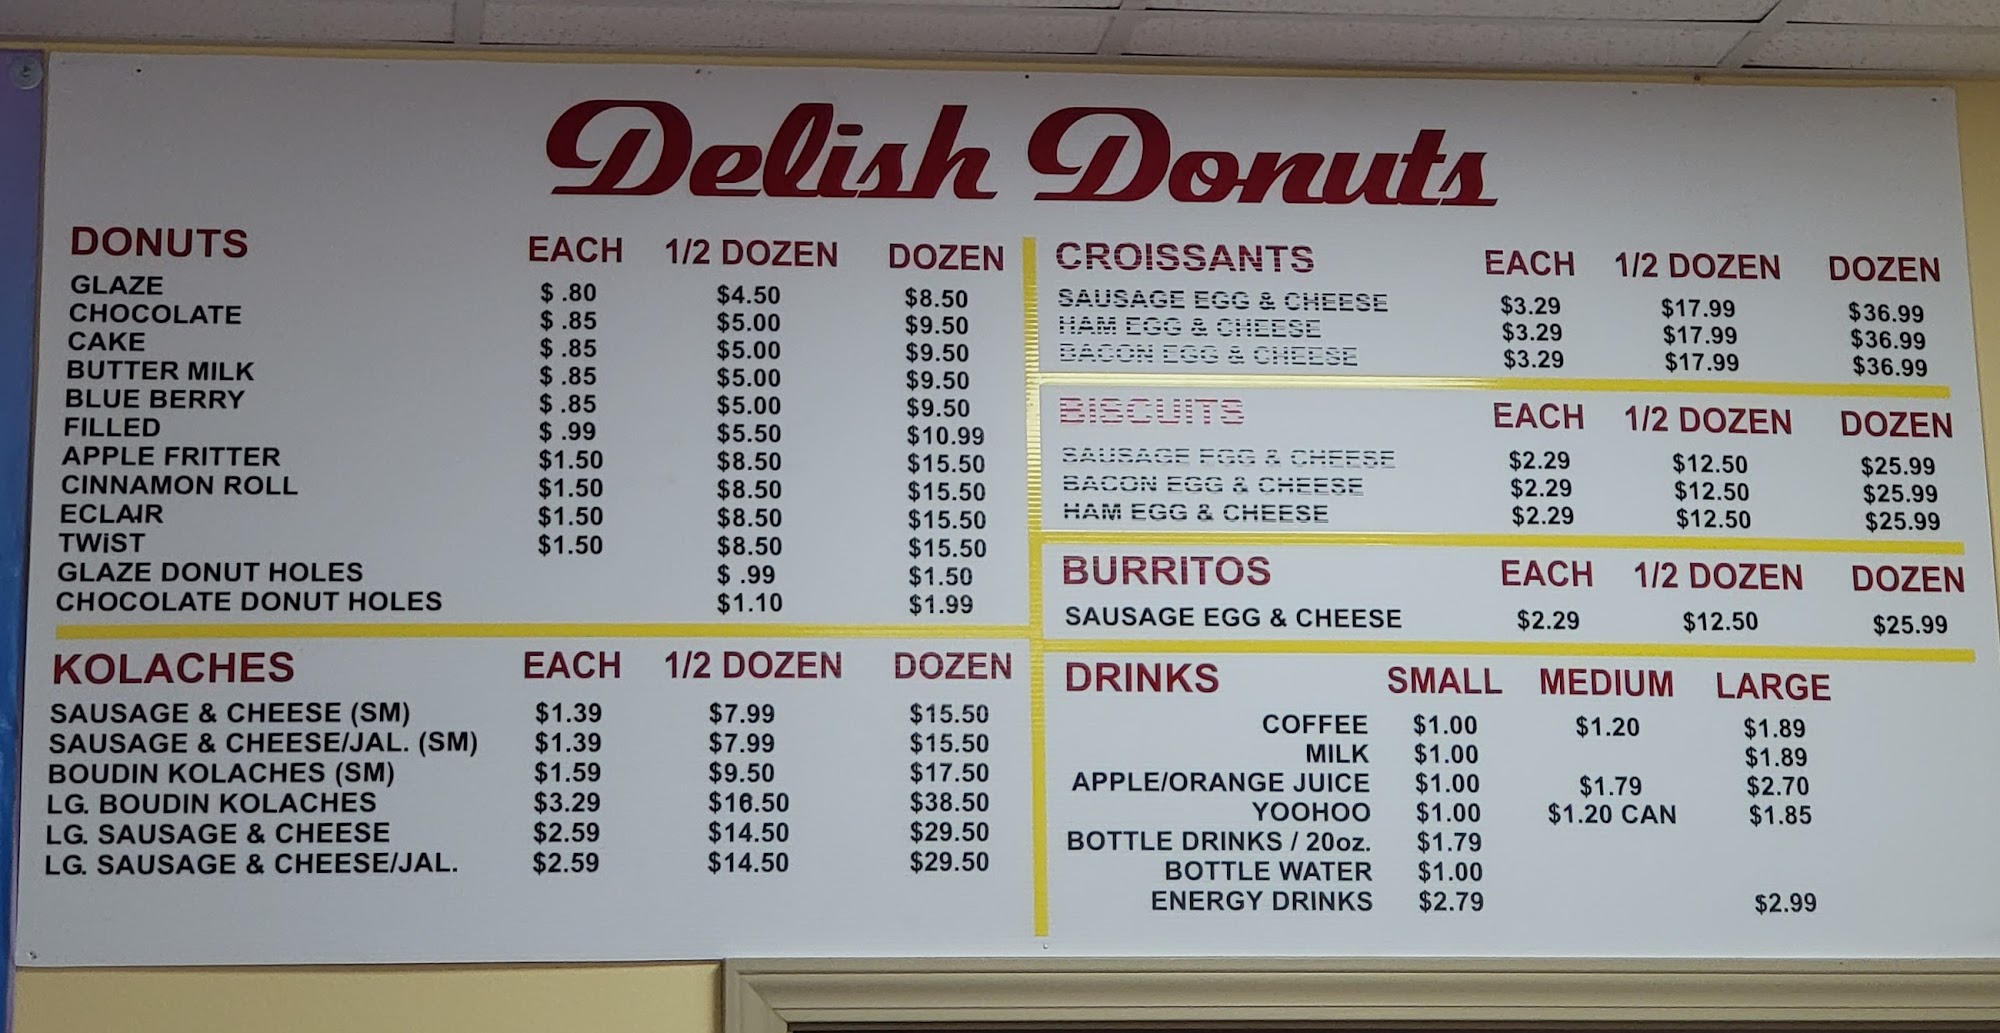 Delish Donuts
DONUTS EACH 1/2 DOZEN DOZEN
GLAZE $ .80 $4.50 $8.50
CHOCOLATE $ .85 $5.00 $9.50
CAKE $ .85 $5.00 $9.50
BUTTER MILK $ .85 $5.00 $9.50
BLUE BERRY $ .85 $5.00 $9.50
FILLED $ .99 $5.50 $10.99
APPLE FRITTER $1.50 $8.50 $15.50
CINNAMON ROLL $1.50 $8.50 $15.50
ECLAIR $1.50 $8.50 $15.50
TWiST $1.50 $8.50 $15.50
GLAZE DONUT HOLES $ .99 $1.50
CHOCOLATE DONUT HOLES $1.10 $1.99
KOLACHES EACH 1/2 DOZEN DOZEN
SAUSAGE & CHEESE (SM) $1.39 $7.99 $15.50
SAUSAGE & CHEESE/JAL. (SM) $1.39 $7.99 $15.50
BOUDIN KOLACHES (SM) $1.59 $9.50 $17.50
LG. BOUDIN KOLACHES $3.29 $16.50 $38.50
LG. SAUSAGE & CHEESE $2.59 $14.50 $29.50
LG. SAUSAGE & CHEESE/JAL. $2.59 $14.50 $29.50
CROISSANTS EACH 1/2 DOZEN DOZEN
SAUSAGE EGG & CHEESE $3.29 $17.99 $36.99
HAM EGG & CHEESE $3.29 $17.99 $36.99
BACON EGG & CHEESE $3.29 $17.99 $36.99
BISCUITS EACH 1/2 DOZEN DOZEN
SAUSAGE EGG & CHEESE $2.29 $12.50 $25.99
BACON EGG & CHEESE $2.29 $12.50 $25.99
HAM EGG & CHEESE $2.29 $12.50 $25.99
BURRITOS EACH 1/2 DOZEN DOZEN
SAUSAGE EGG & CHEESE $2.29 $12.50 $25.99
DRINKS SMALL MEDIUM LARGE
COFFEE $1.00 $1.20 $1.89
MILK $1.00 $1.89
APPLE/ORANGE JUICE $1.00 $1.79 $2.70
YOOHOO $1.00 $1.20 CAN $1.85
BOTTLE DRINKS / 20oz. $1.79
BOTTLE WATER $1.00
ENERGY DRINKS $2.79 $2.99